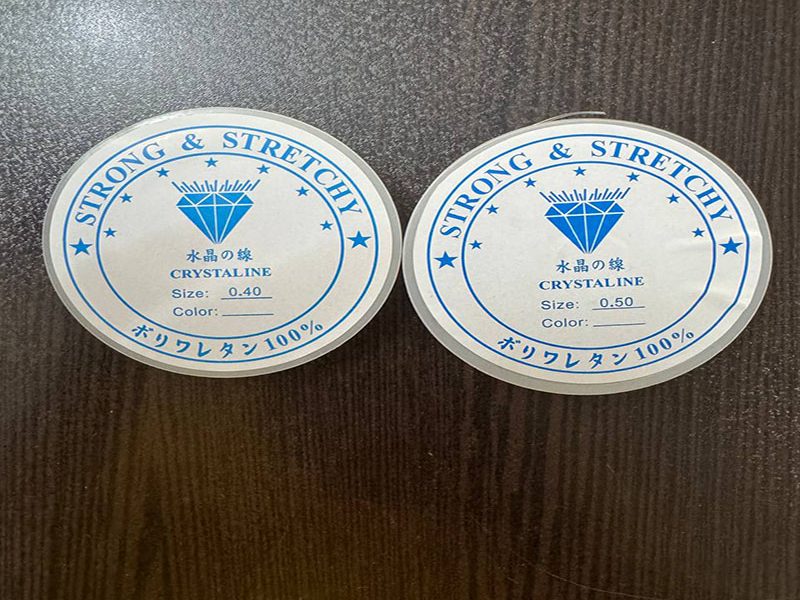 STRONG & STRETCHY
水晶の線
CRYSTALINE
Size: 0.40
Color:
ボリワレタン100%
STRONG & STRETCHY
水晶の線
CRYSTALINE
Size: 0.50
Color:
ボリワレタン100%